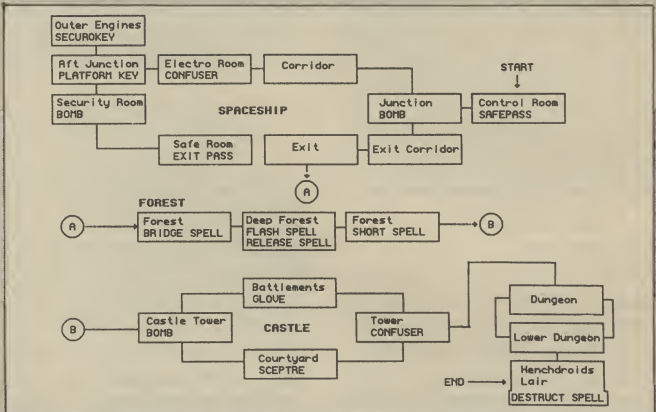 Outer Engines
SECUROKEY
Aft Junction
PLATFORM KEY
Electro Room
CONFUSER
Corridor
START
Security Room
BOMB
SPACESHIP
Junction
BOMB
Control Room
SAFEPASS
Safe Room
EXIT PASS
Exit
Exit Corridor
A
FOREST
A
Forest
BRIDGE SPELL
Deep Forest
FLASH SPELL
RELEASE SPELL
Forest
SHORT SPELL
B
Battlements
GLOVE
Dungeon
B
Castle Tower
BOMB
CASTLE
Tower
CONFUSER
Lower Dungeon
Courtyard
SCEPTRE
END
Henchdroids
Lair
DESTRUCT SPELL